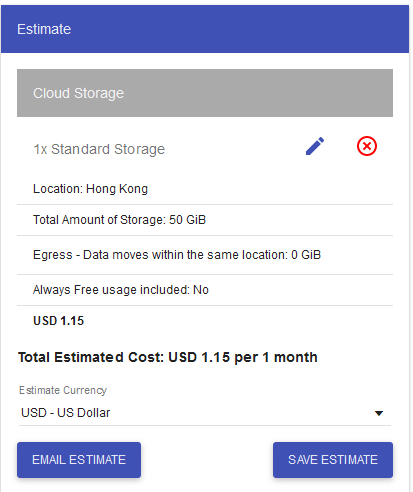 Estimate
Cloud Storage
1x Standard Storage
Location: Hong Kong
Total Amount of Storage: 50 GiB
Egress - Data moves within the same location: 0 GiB
Always Free usage included: No
USD 1.15
Total Estimated Cost: USD 1.15 per 1 month
Estimate Currency
USD - US Dollar
EMAIL ESTIMATE
SAVE ESTIMATE